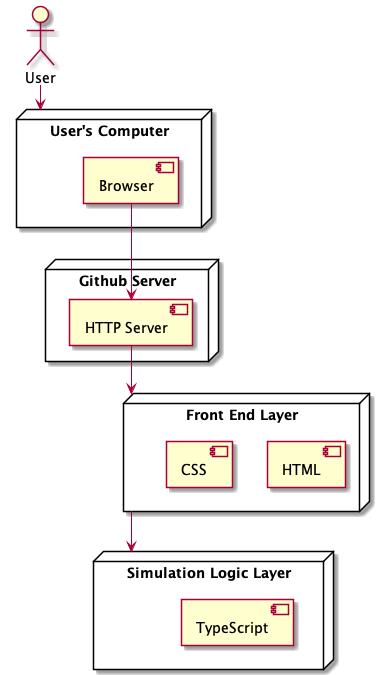 User
User's Computer
Browser
Github Server
HTTP Server
Front End Layer
CSS
HTML
Simulation Logic Layer
TypeScript